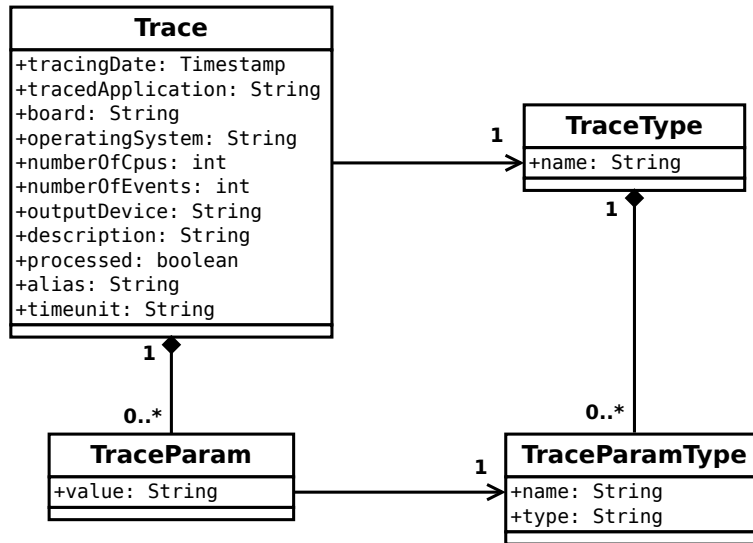 Trace
+tracingDate: Timestamp
+tracedApplication: String
+board: String
+operatingSystem: String
+numberOfCpus: int
+numberOfEvents: int
+outputDevice: String
+description: String
+processed: boolean
+alias: String
+timeunit: String
1
TraceType
+name: String
1
1
0..*
0..*
TraceParam
+value: String
1
TraceParamType
+name: String
+type: String